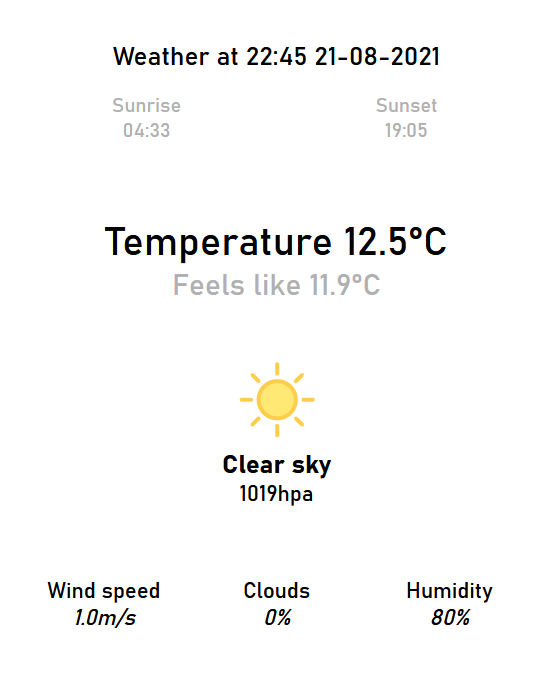 Weather at 22:45 21-08-2021
Sunrise Sunset
04:33 19:05
Temperature 12.5°C
Feels like 11.9°C
Clear sky
1019hpa
Wind speed Clouds Humidity
1.0m/s 0% 80%